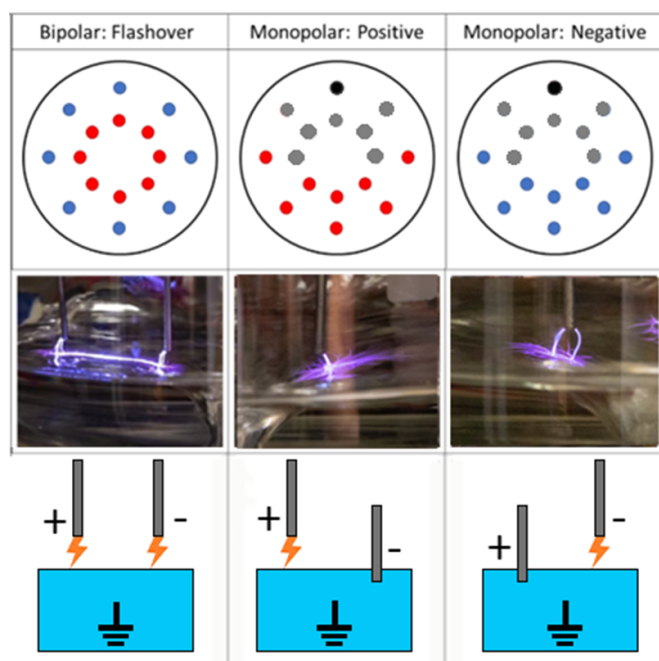 Bipolar: Flashover
Monopolar: Positive
Monopolar: Negative
+ -
+ -
+ -